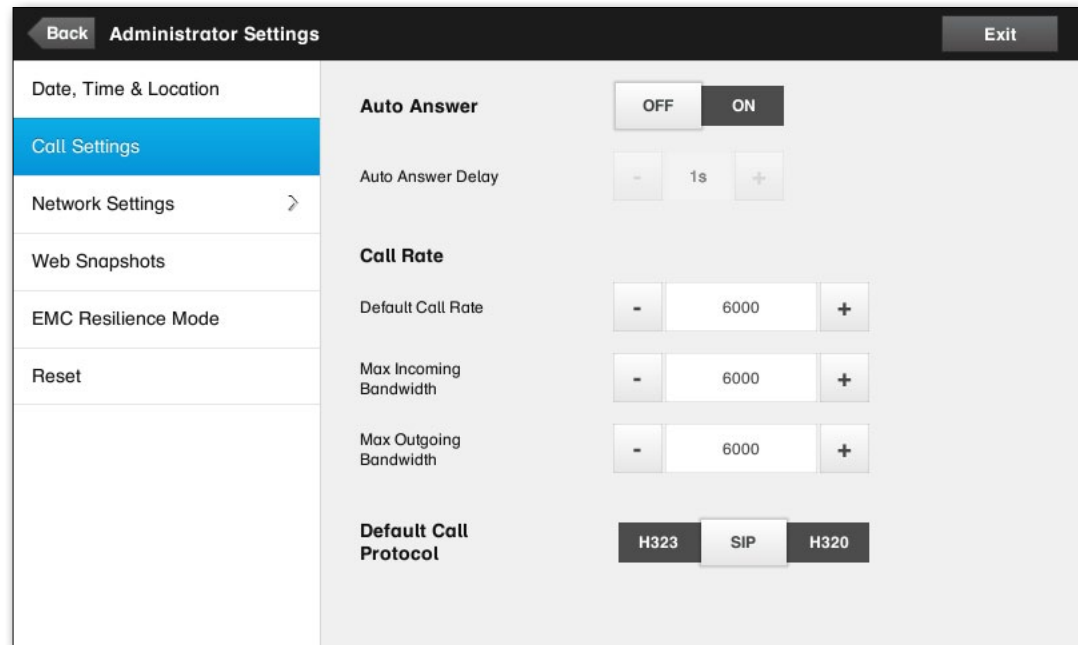 Back Administrator Settings Exit
Date, Time & Location
Call Settings
Network Settings
Web Snapshots
EMC Resilience Mode
Reset
Auto Answer OFF ON
Auto Answer Delay - 1s +
Call Rate
Default Call Rate - 6000 +
Max Incoming
Bandwidth - 6000 +
Max Outgoing
Bandwidth - 6000 +
Default Call
Protocol H323 SIP H320